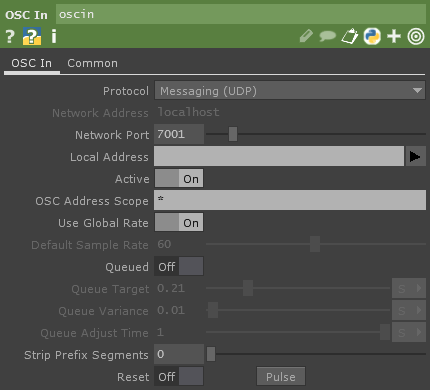 OSC In oscin
OSC In Common
Protocol Messaging (UDP)
Network Address localhost
Network Port 7001
Local Address
Active On
OSC Address Scope *
Use Global Rate On
Default Sample Rate 60
Queued Off
Queue Target 0.21 S
Queue Variance 0.01 S
Queue Adjust Time 1 S
Strip Prefix Segments 0
Reset Off Pulse